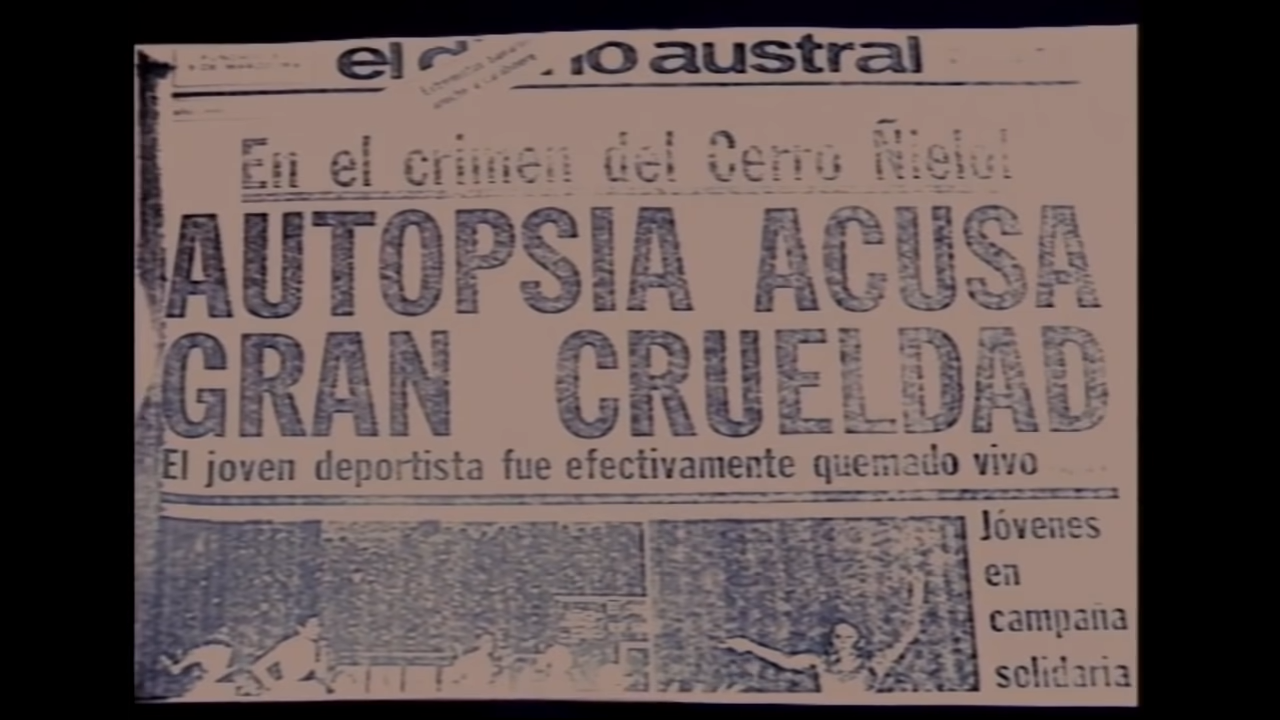 el austral
En el crimen del Cerro Ñielol
AUTOPSIA ACUSA
GRAN CRUELDAD
El joven deportista fue efectivamente quemado vivo
Jóvenes
en
campaña
solidaria